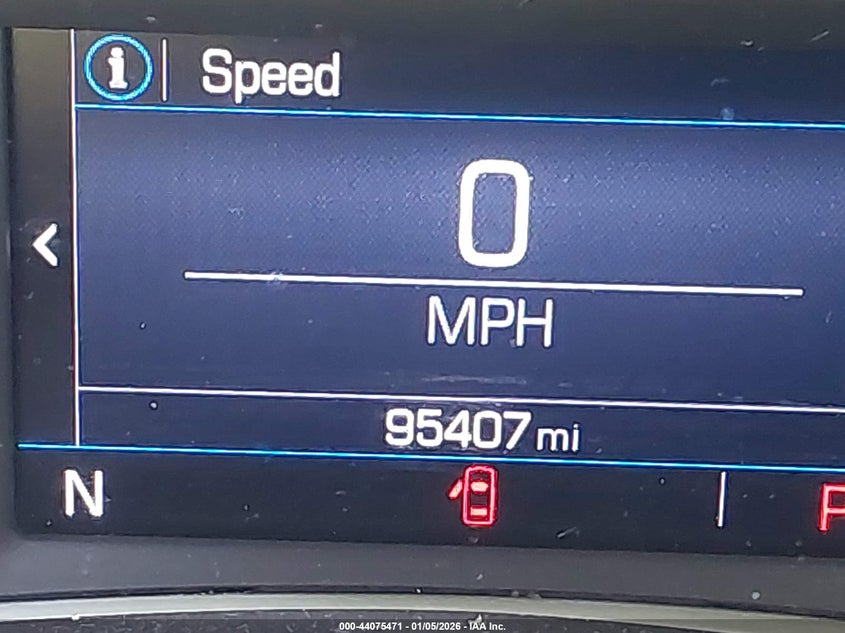 i Speed
0
MPH
95407 mi
N P
000-44075471 - 01/05/2026 - IAA Inc.